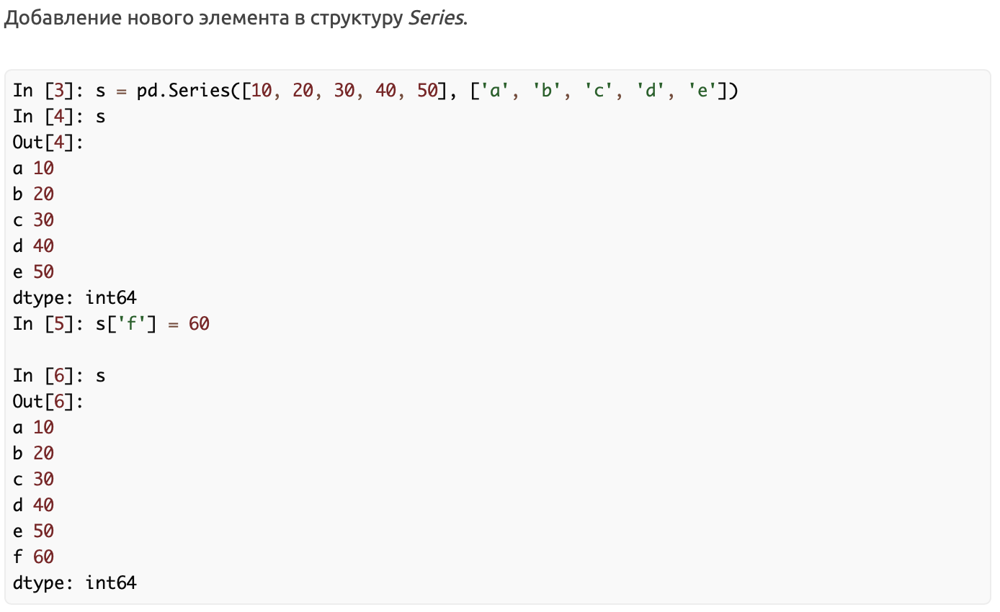 Добавление нового элемента в структуру Series.
In [3]: s = pd.Series([10, 20, 30, 40, 50], ['a', 'b', 'c', 'd', 'e'])
In [4]: s
Out[4]:
a 10
b 20
c 30
d 40
e 50
dtype: int64
In [5]: s['f'] = 60
In [6]: s
Out[6]:
a 10
b 20
c 30
d 40
e 50
f 60
dtype: int64